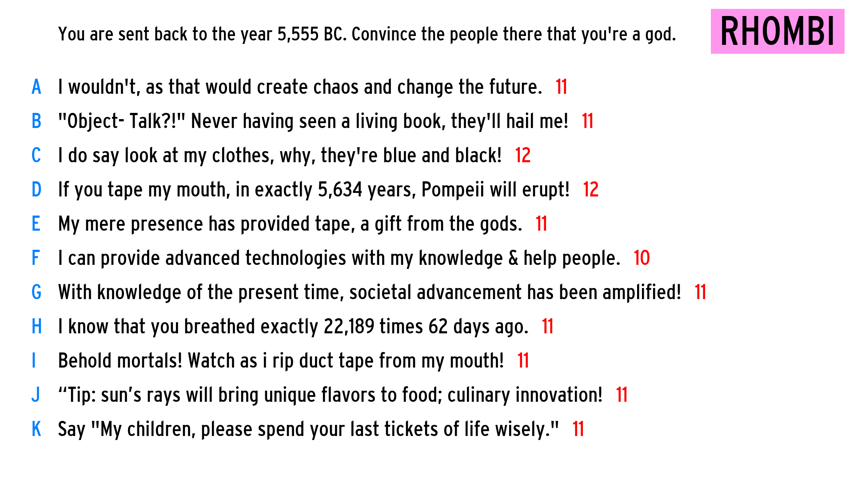 You are sent back to the year 5,555 BC. Convince the people there that you're a god.
RHOMBI
A I wouldn't, as that would create chaos and change the future. 11
B "Object- Talk?!" Never having seen a living book, they'll hail me! 11
C I do say look at my clothes, why, they're blue and black! 12
D If you tape my mouth, in exactly 5,634 years, Pompeii will erupt! 12
E My mere presence has provided tape, a gift from the gods. 11
F I can provide advanced technologies with my knowledge & help people. 10
G With knowledge of the present time, societal advancement has been amplified! 11
H I know that you breathed exactly 22,189 times 62 days ago. 11
I Behold mortals! Watch as i rip duct tape from my mouth! 11
J “Tip: sun’s rays will bring unique flavors to food; culinary innovation! 11
K Say "My children, please spend your last tickets of life wisely." 11